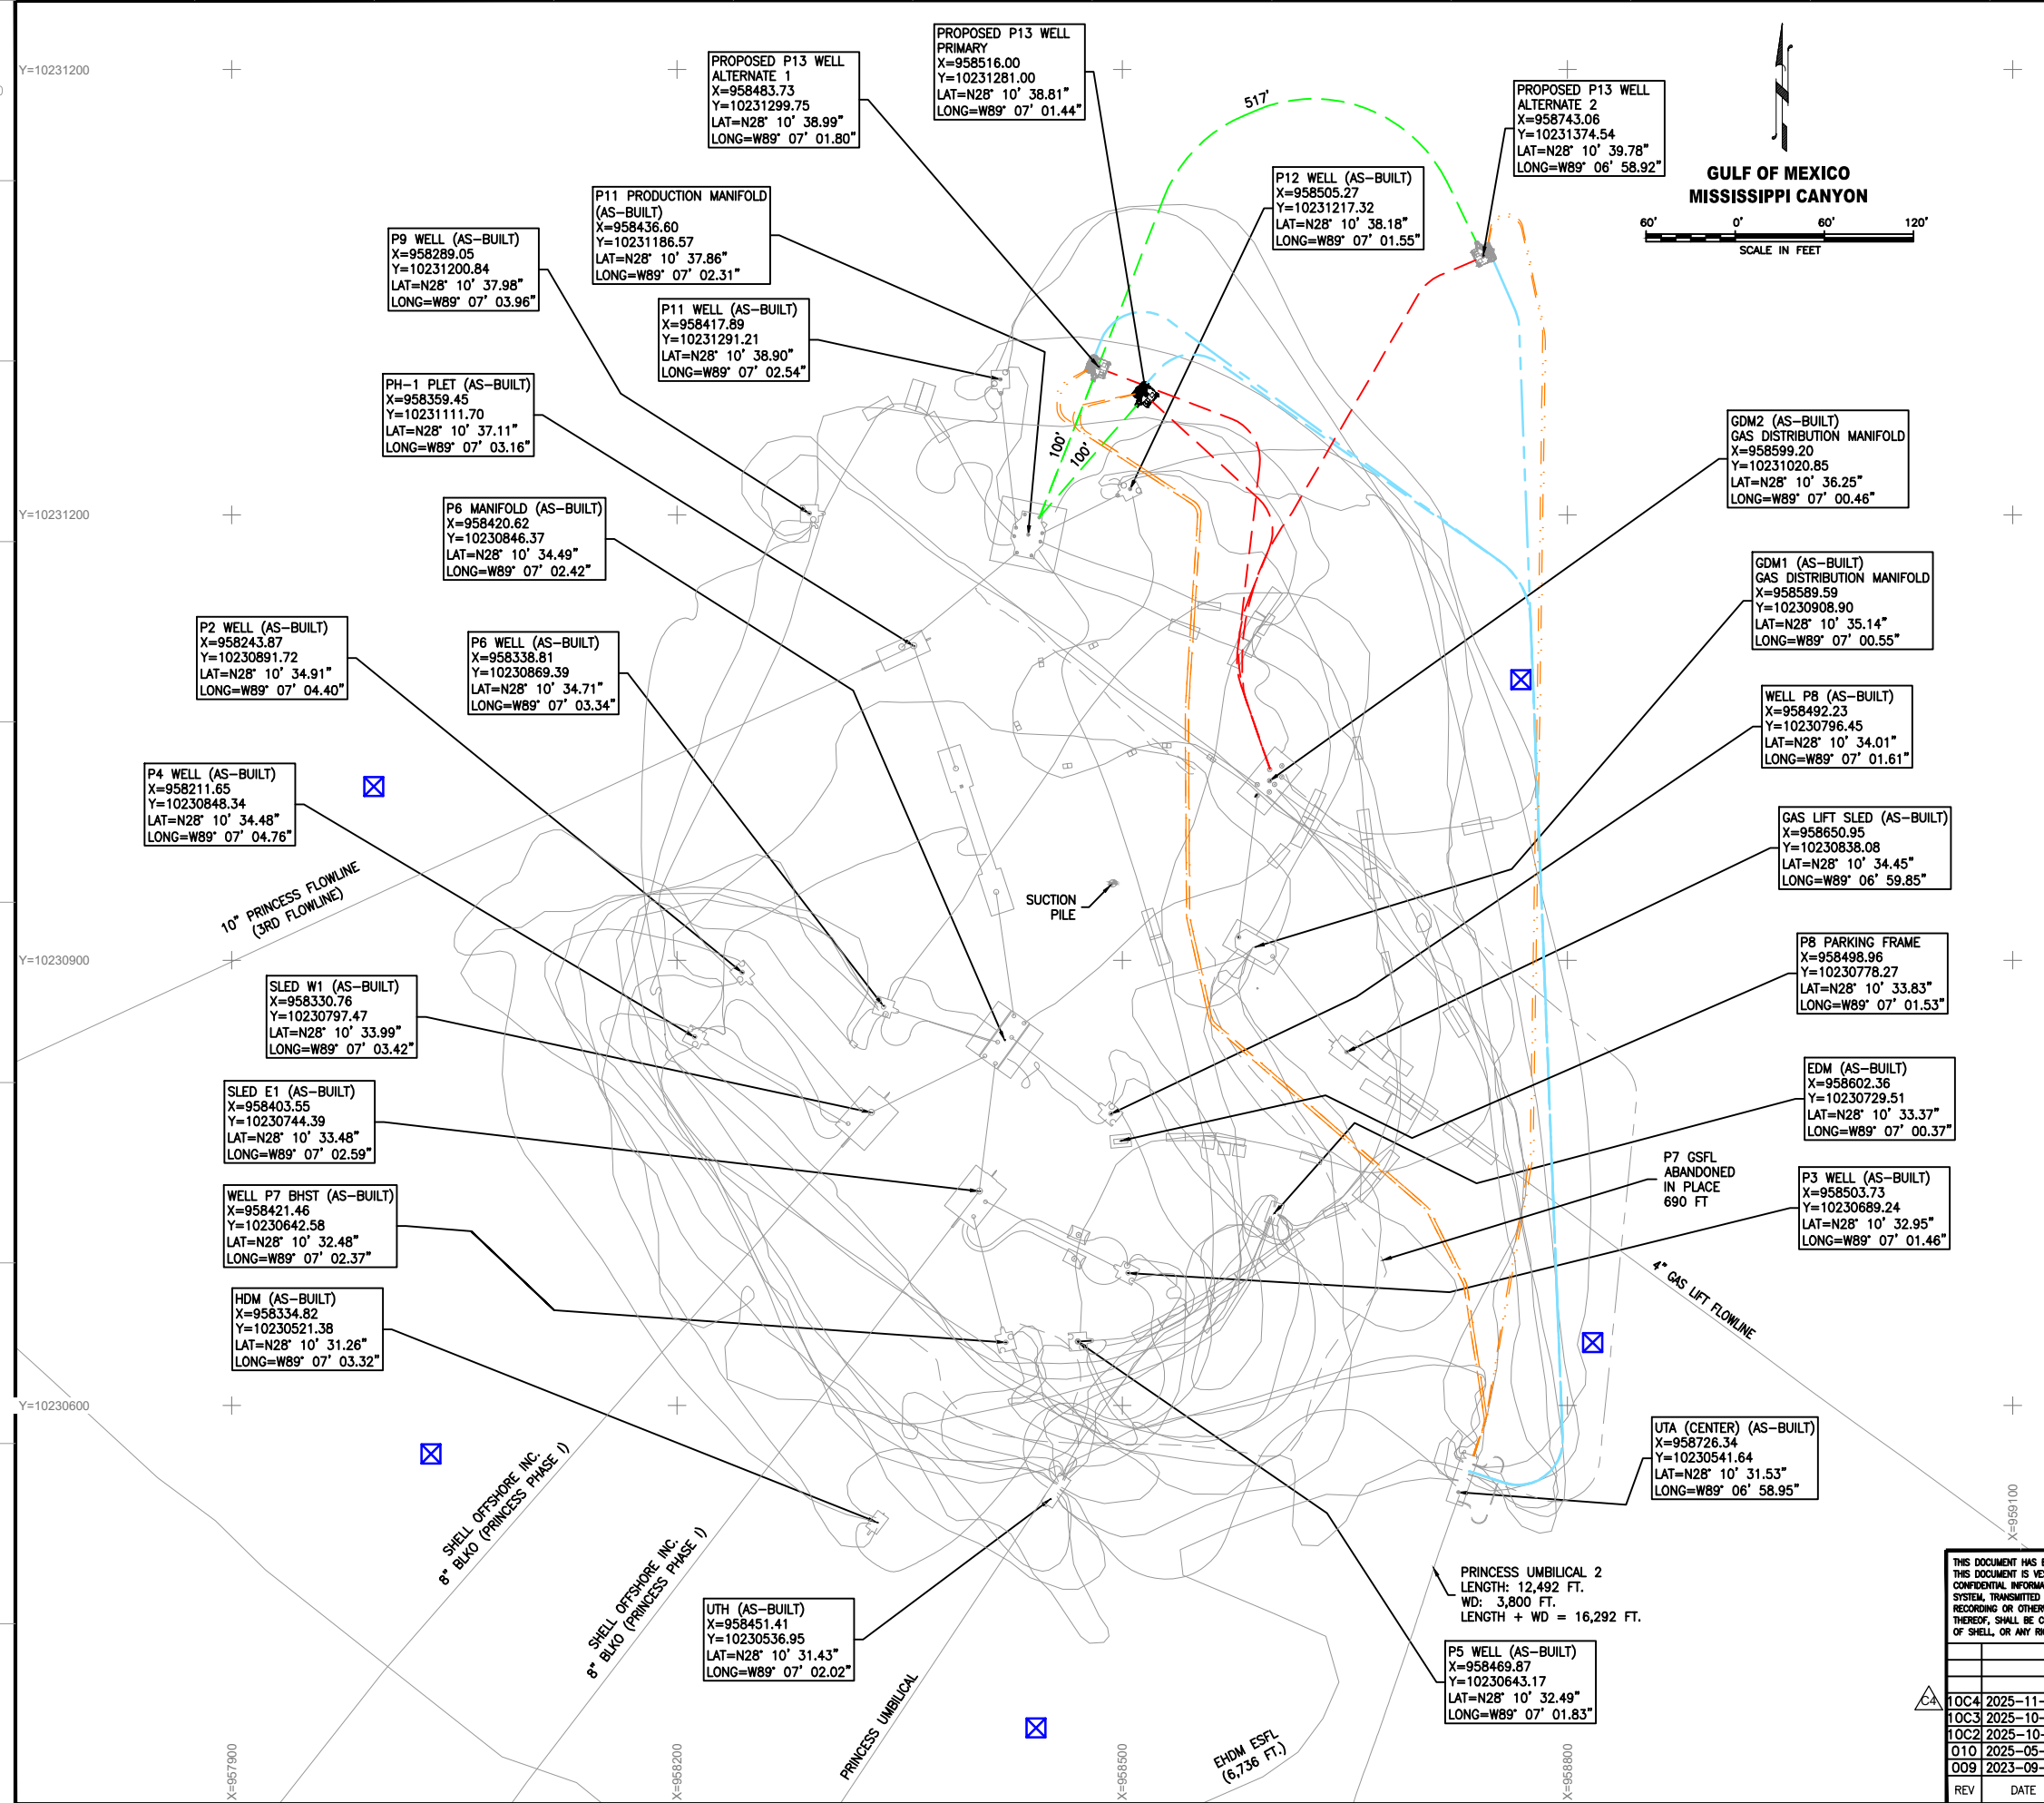 Y=10231200
PROPOSED P13 WELL
ALTERNATE 1
X=958483.73
Y=10231299.75
LAT=N28° 10' 38.99"
LONG=W89° 07' 01.80"
PROPOSED P13 WELL
PRIMARY
X=958516.00
Y=10231281.00
LAT=N28° 10' 38.81"
LONG=W89° 07' 01.44"
517'
PROPOSED P13 WELL
ALTERNATE 2
X=958743.06
Y=10231374.54
LAT=N28° 10' 39.78"
LONG=W89° 06' 58.92"
GULF OF MEXICO
MISSISSIPPI CANYON
60' 0' 60' 120'
SCALE IN FEET
P12 WELL (AS-BUILT)
X=958505.27
Y=10231217.32
LAT=N28° 10' 38.18"
LONG=W89° 07' 01.55"
P11 PRODUCTION MANIFOLD
(AS-BUILT)
X=958436.60
Y=10231186.57
LAT=N28° 10' 37.86"
LONG=W89° 07' 02.31"
P9 WELL (AS-BUILT)
X=958289.05
Y=10231200.84
LAT=N28° 10' 37.98"
LONG=W89° 07' 03.96"
P11 WELL (AS-BUILT)
X=958417.89
Y=10231291.21
LAT=N28° 10' 38.90"
LONG=W89° 07' 02.54"
PH-1 PLET (AS-BUILT)
X=958359.45
Y=10231111.70
LAT=N28° 10' 37.11"
LONG=W89° 07' 03.16"
100'
100'
GDM2 (AS-BUILT)
GAS DISTRIBUTION MANIFOLD
X=958599.20
Y=10231020.85
LAT=N28° 10' 36.25"
LONG=W89° 07' 00.46"
P6 MANIFOLD (AS-BUILT)
X=958420.62
Y=10230846.37
LAT=N28° 10' 34.49"
LONG=W89° 07' 02.42"
Y=10231200
GDM1 (AS-BUILT)
GAS DISTRIBUTION MANIFOLD
X=958589.59
Y=10230908.90
LAT=N28° 10' 35.14"
LONG=W89° 07' 00.55"
P2 WELL (AS-BUILT)
X=958243.87
Y=10230891.72
LAT=N28° 10' 34.91"
LONG=W89° 07' 04.40"
P6 WELL (AS-BUILT)
X=958338.81
Y=10230869.39
LAT=N28° 10' 34.71"
LONG=W89° 07' 03.34"
WELL P8 (AS-BUILT)
X=958492.23
Y=10230796.45
LAT=N28° 10' 34.01"
LONG=W89° 07' 01.61"
P4 WELL (AS-BUILT)
X=958211.65
Y=10230848.34
LAT=N28° 10' 34.48"
LONG=W89° 07' 04.76"
GAS LIFT SLED (AS-BUILT)
X=958650.95
Y=10230838.08
LAT=N28° 10' 34.45"
LONG=W89° 06' 59.85"
10" PRINCESS FLOWLINE
(3RD FLOWLINE)
SUCTION
PILE
P8 PARKING FRAME
X=958498.96
Y=10230778.27
LAT=N28° 10' 33.83"
LONG=W89° 07' 01.53"
Y=10230900
SLED W1 (AS-BUILT)
X=958330.76
Y=10230797.47
LAT=N28° 10' 33.99"
LONG=W89° 07' 03.42"
EDM (AS-BUILT)
X=958602.36
Y=10230729.51
LAT=N28° 10' 33.37"
LONG=W89° 07' 00.37"
SLED E1 (AS-BUILT)
X=958403.55
Y=10230744.39
LAT=N28° 10' 33.48"
LONG=W89° 07' 02.59"
P7 GSFL
ABANDONED
IN PLACE
690 FT
P3 WELL (AS-BUILT)
X=958503.73
Y=10230689.24
LAT=N28° 10' 32.95"
LONG=W89° 07' 01.46"
WELL P7 BHST (AS-BUILT)
X=958421.46
Y=10230642.58
LAT=N28° 10' 32.48"
LONG=W89° 07' 02.37"
4" GAS LIFT FLOWLINE
HDM (AS-BUILT)
X=958334.82
Y=10230521.38
LAT=N28° 10' 31.26"
LONG=W89° 07' 03.32"
Y=10230600
UTA (CENTER) (AS-BUILT)
X=958726.34
Y=10230541.64
LAT=N28° 10' 31.53"
LONG=W89° 06' 58.95"
SHELL OFFSHORE INC.
8" BLKO (PRINCESS PHASE I)
SHELL OFFSHORE INC.
8" BLKO (PRINCESS PHASE I)
X=959100
PRINCESS UMBILICAL 2
LENGTH: 12,492 FT.
WD: 3,800 FT.
LENGTH + WD = 16,292 FT.
UTH (AS-BUILT)
X=958451.41
Y=10230536.95
LAT=N28° 10' 31.43"
LONG=W89° 07' 02.02"
P5 WELL (AS-BUILT)
X=958469.87
Y=10230643.17
LAT=N28° 10' 32.49"
LONG=W89° 07' 01.83"
PRINCESS UMBILICAL
EHDM ESFL
(6,736 FT.)
X=957900
X=958200
X=958500
X=958800
THIS DOCUMENT HAS
THIS DOCUMENT IS
CONFIDENTIAL
SYSTEM, TRANSMITTED
RECORDING OR
THEREOF, SHALL BE
OF SHELL, OR ANY
C4
10C4 2025-11-
10C3 2025-10-
10C2 2025-10-
010 2025-05-
009 2023-09-
REV DATE